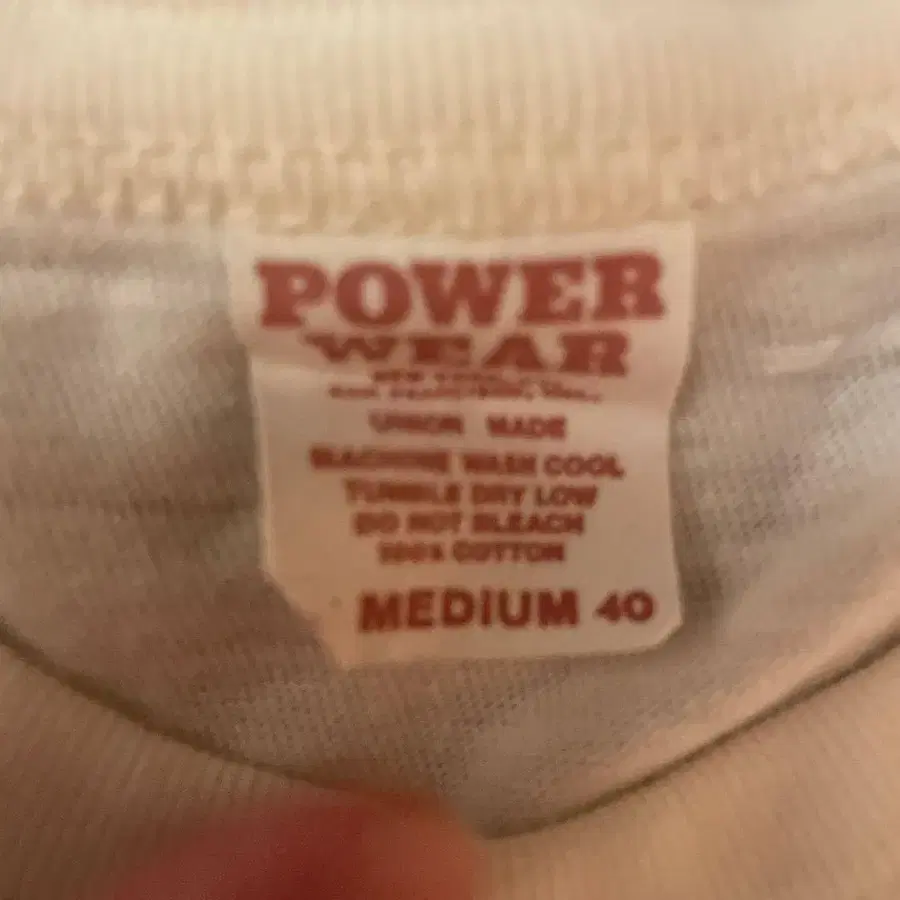 POWER
WEAR
UNION MADE
MACHINE WASH COOL
TUMBLE DRY LOW
DO NOT BLEACH
100% COTTON
MEDIUM 40